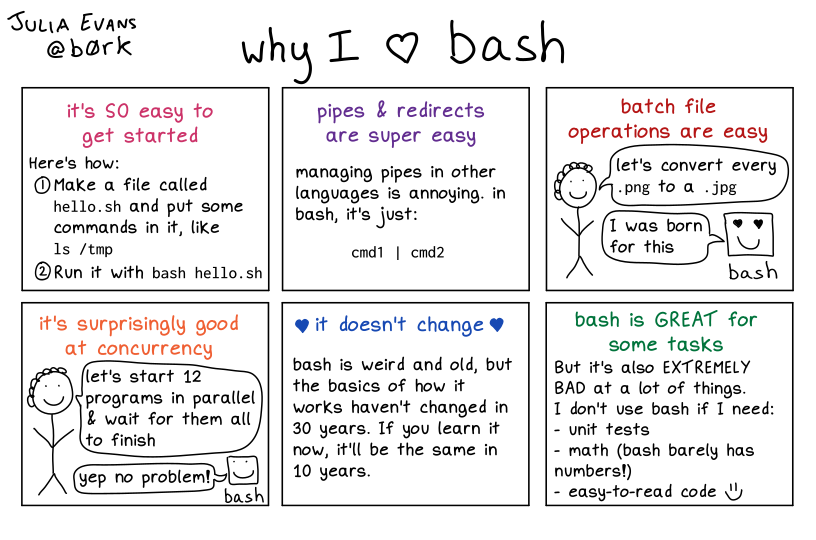 JULIA EVANS
@bØrk
why I ♡ bash
it's SO easy to
get started
Here's how:
① Make a file called
hello.sh and put some
commands in it, like
ls /tmp
② Run it with bash hello.sh
pipes & redirects
are super easy
managing pipes in other
languages is annoying. in
bash, it's just:
cmd1 | cmd2
batch file
operations are easy
let's convert every
.png to a .jpg
I was born
for this
bash
it's surprisingly good
at concurrency
let's start 12
programs in parallel
& wait for them all
to finish
yep no problem!
bash
♥ it doesn't change ♥
bash is weird and old, but
the basics of how it
works haven't changed in
30 years. If you learn it
now, it'll be the same in
10 years.
bash is GREAT for
some tasks
But it's also EXTREMELY
BAD at a lot of things.
I don't use bash if I need:
- unit tests
- math (bash barely has
numbers!)
- easy-to-read code